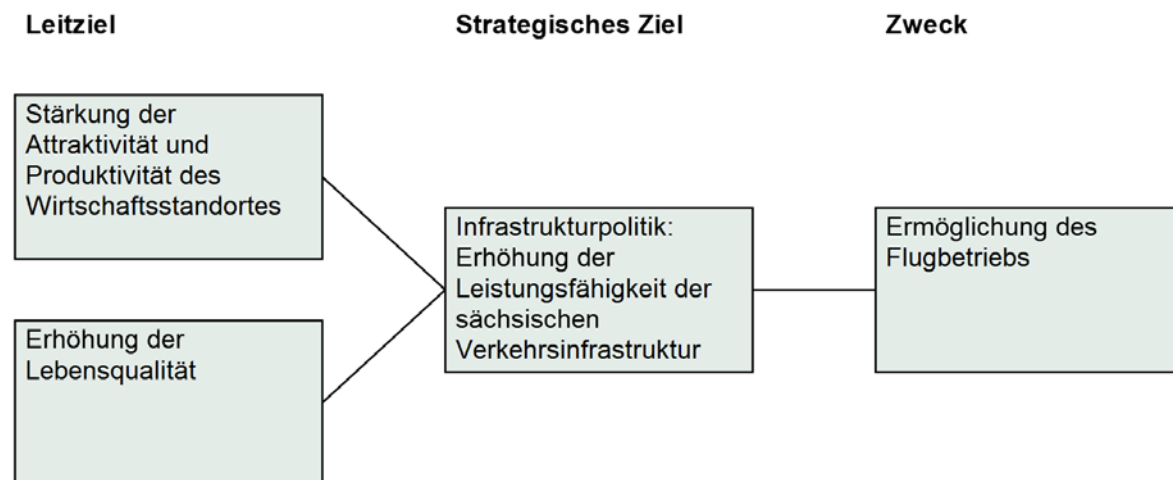 Leitziel
Strategisches Ziel
Zweck
Stärkung der
Attraktivität und
Produktivität des
Wirtschaftsstandortes
Erhöhung der
Lebensqualität
Infrastrukturpolitik:
Erhöhung der
Leistungsfähigkeit der
sächsischen
Verkehrsinfrastruktur
Ermöglichung des
Flugbetriebs